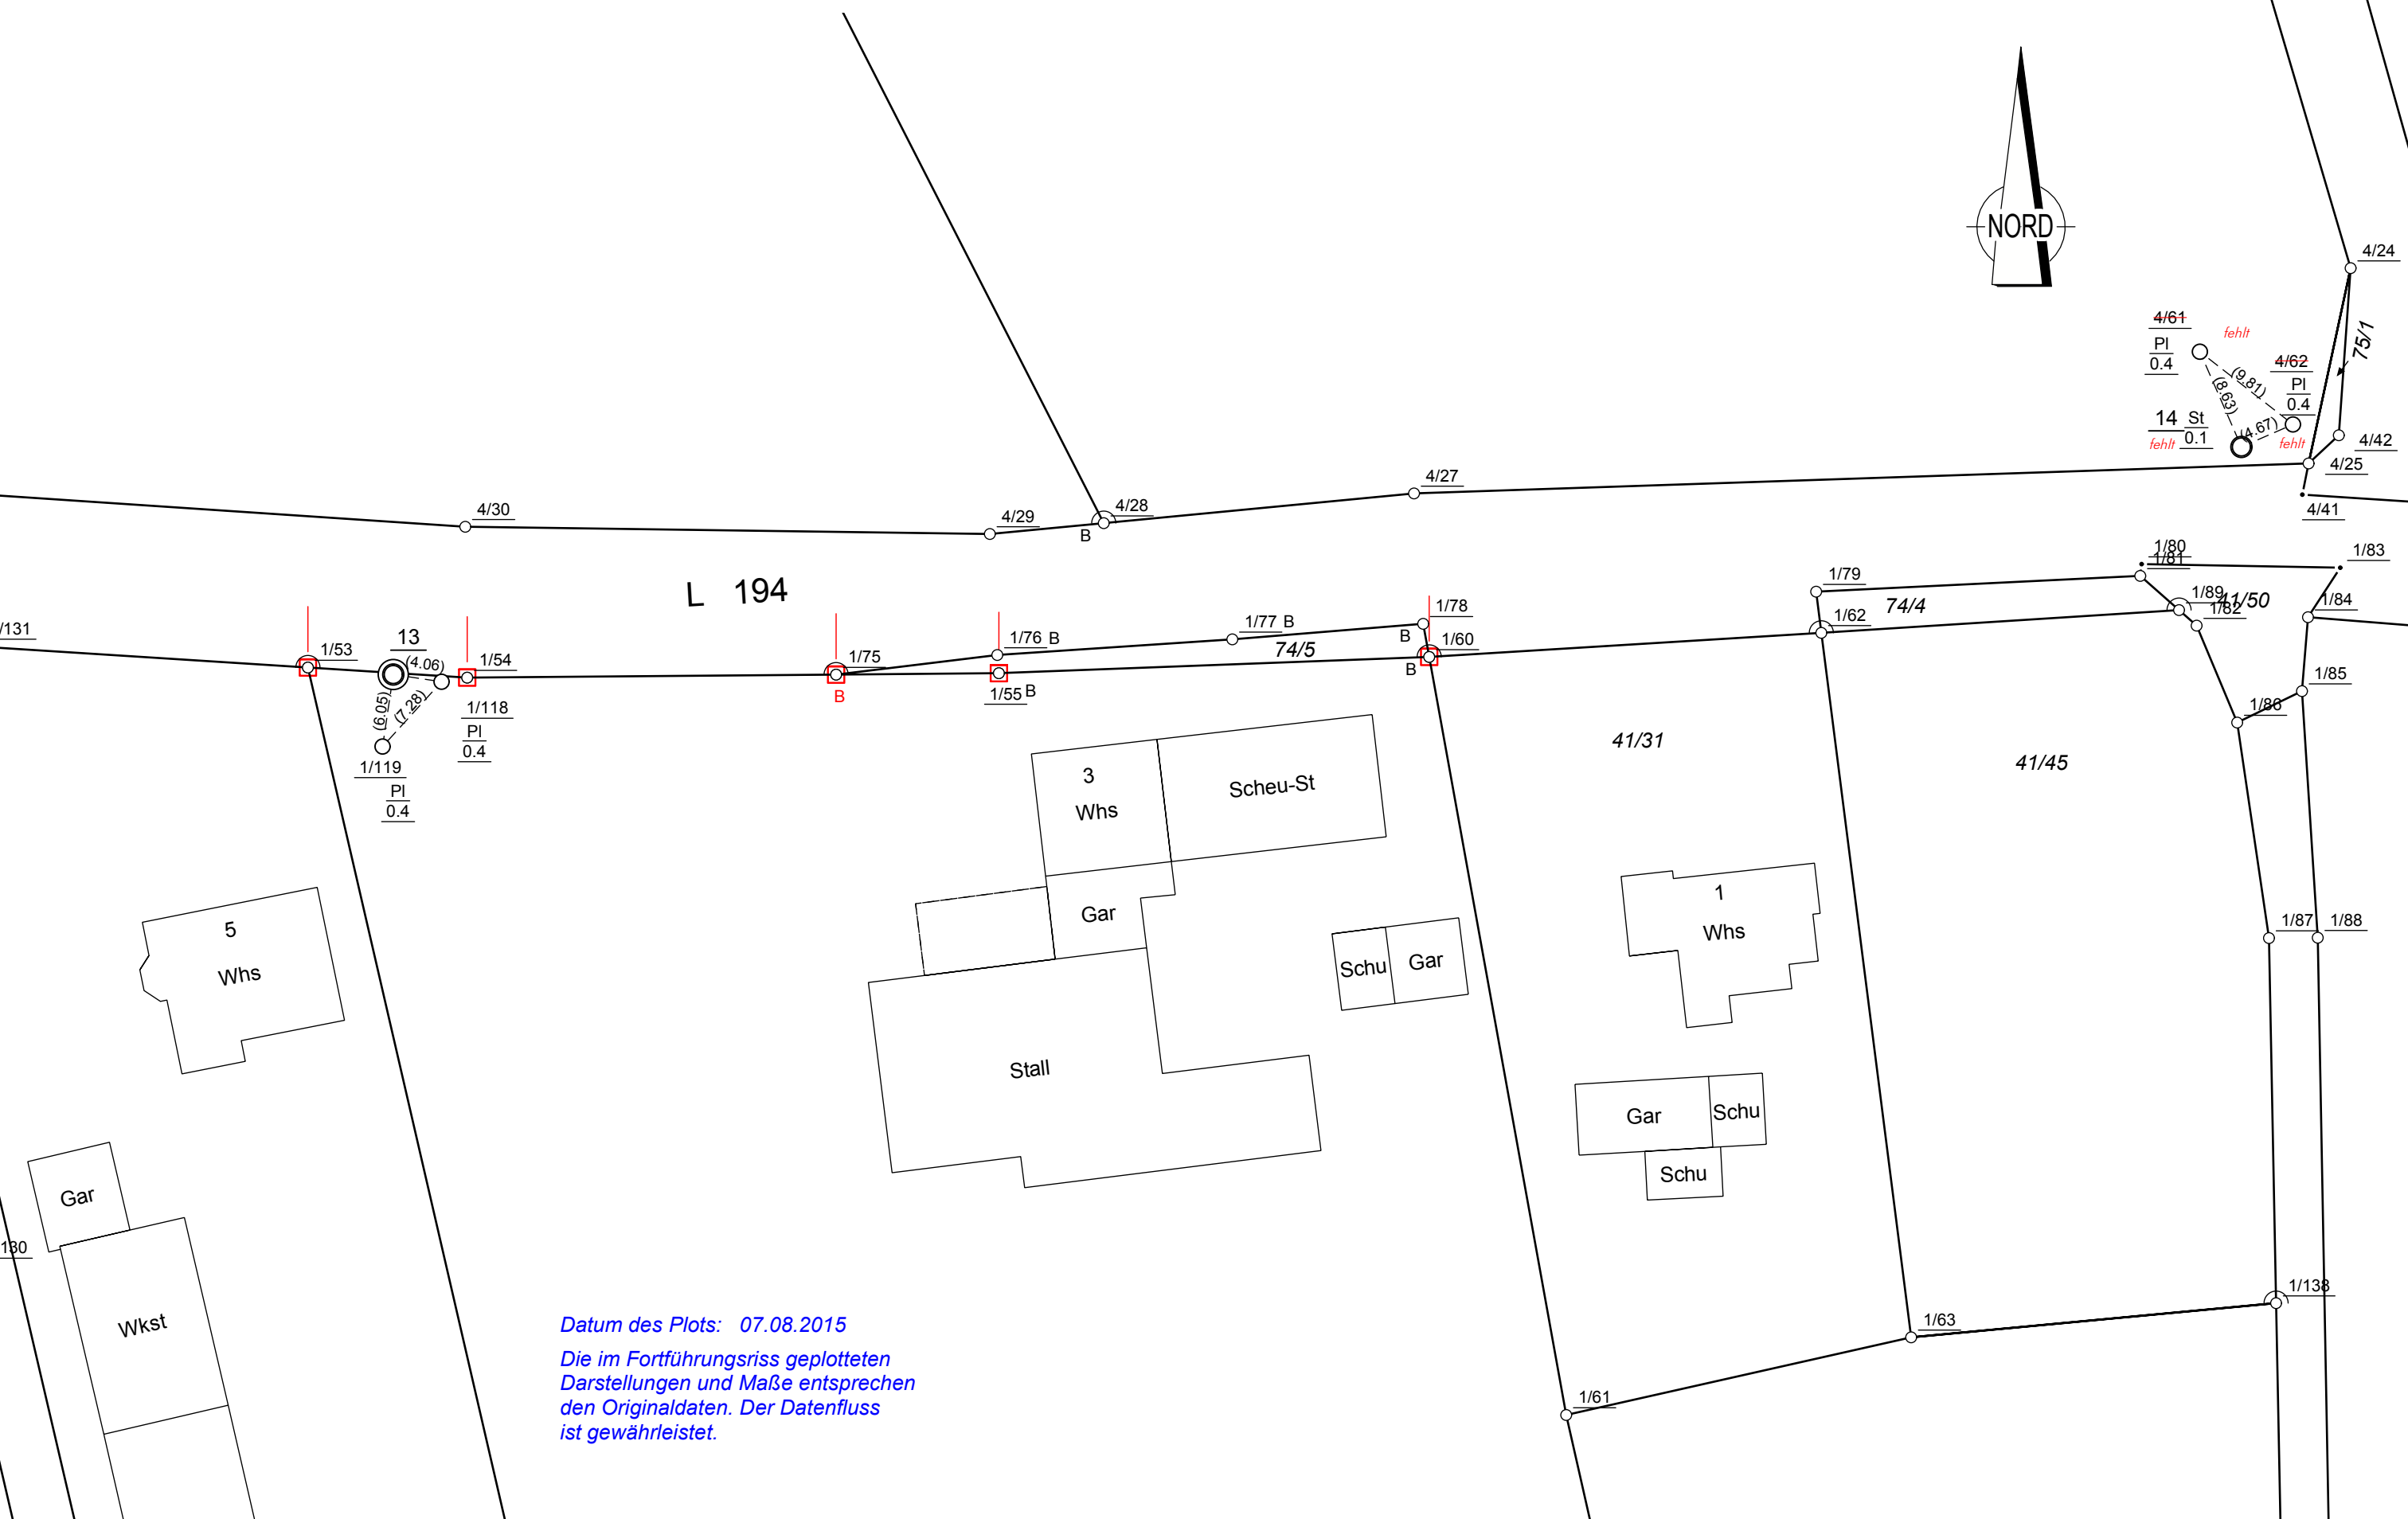 NORD
4/24
4/61
fehlt
Pl
0.4
4/62
Pl
0.4
75/1
(9.81)
(8.63)
(4.67)
14
St
0.1
fehlt
fehlt
4/42
4/25
4/41
4/27
4/28
B
4/29
4/30
L 194
1/80
1/81
1/83
1/79
74/4
1/89
1/82
41/50
1/84
1/62
1/78
1/77 B
B
1/76 B
74/5
1/60
B
/131
1/53
13
(4.06)
1/54
1/75
B
1/55 B
(6.05)
(7.28)
1/118
Pl
0.4
1/119
Pl
0.4
1/85
1/86
41/31
41/45
3
Whs
Scheu-St
Gar
1
Whs
5
Whs
Schu
Gar
1/87
1/88
Stall
Gar
Schu
Schu
Gar
130
Wkst
1/138
1/63
1/61
Datum des Plots: 07.08.2015
Die im Fortführungsriss geplotteten
Darstellungen und Maße entsprechen
den Originaldaten. Der Datenfluss
ist gewährleistet.